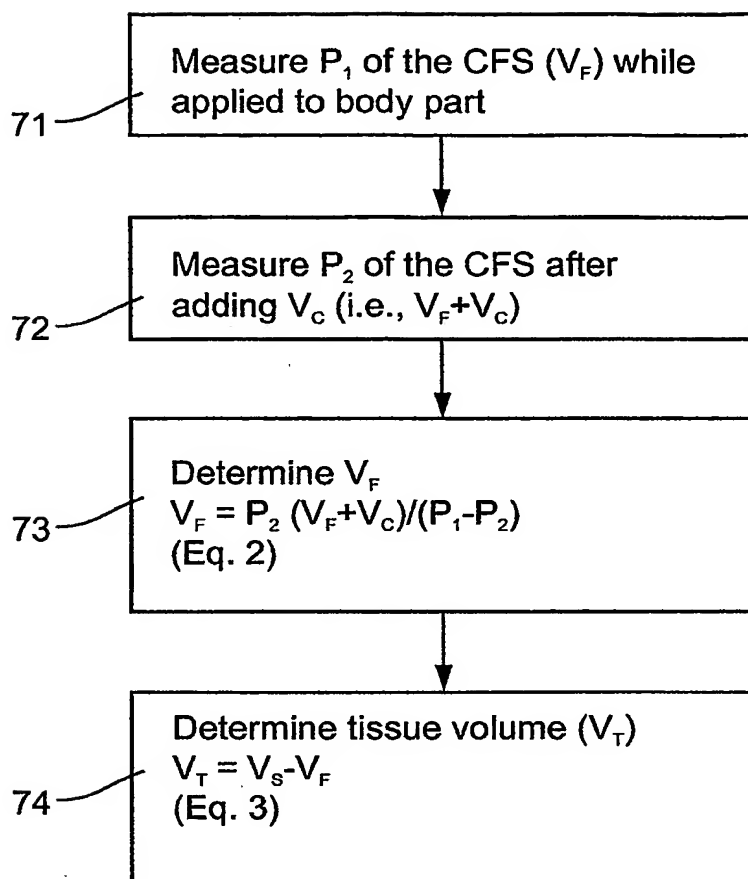 Measure P₁ of the CFS (V_F) while
applied to body part
71
Measure P₂ of the CFS after
adding V_C (i.e., V_F+V_C)
72
Determine V_F
V_F = P₂ (V_F+V_C)/(P₁-P₂)
(Eq. 2)
73
Determine tissue volume (V_T)
V_T = V_S-V_F
(Eq. 3)
74